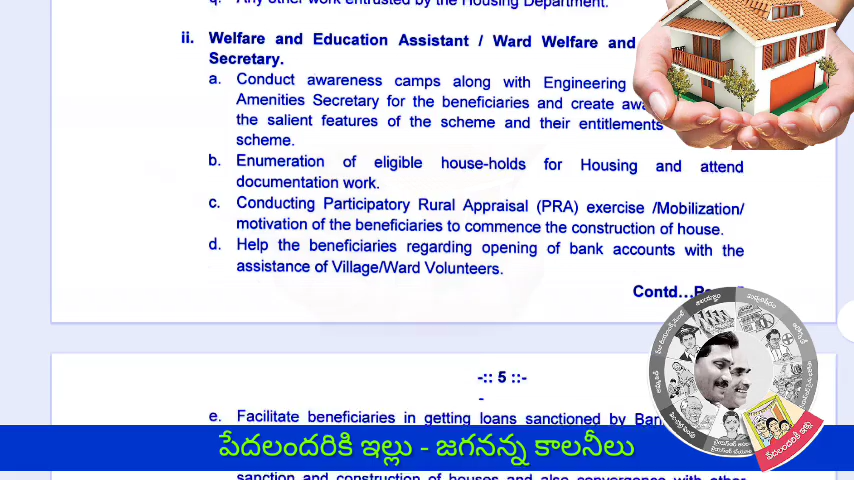 q. Any other work entrusted by the Housing Department.
ii. Welfare and Education Assistant / Ward Welfare and
Secretary.
a. Conduct awareness camps along with Engineering
Amenities Secretary for the beneficiaries and create
the salient features of the scheme and their entitlements
scheme.
b. Enumeration of eligible house-holds for Housing and attend
documentation work.
c. Conducting Participatory Rural Appraisal (PRA) exercise /Mobilization/
motivation of the beneficiaries to commence the construction of house.
d. Help the beneficiaries regarding opening of bank accounts with the
assistance of Village/Ward Volunteers.
Contd...
-:: 5 ::-
-
e. Facilitate beneficiaries in getting loans sanctioned by
పేదలందరికి ఇల్లు - జగనన్న కాలనీలు
sanction and construction of houses and also convergence with other
పేదలందరికీ ఇళ్లు